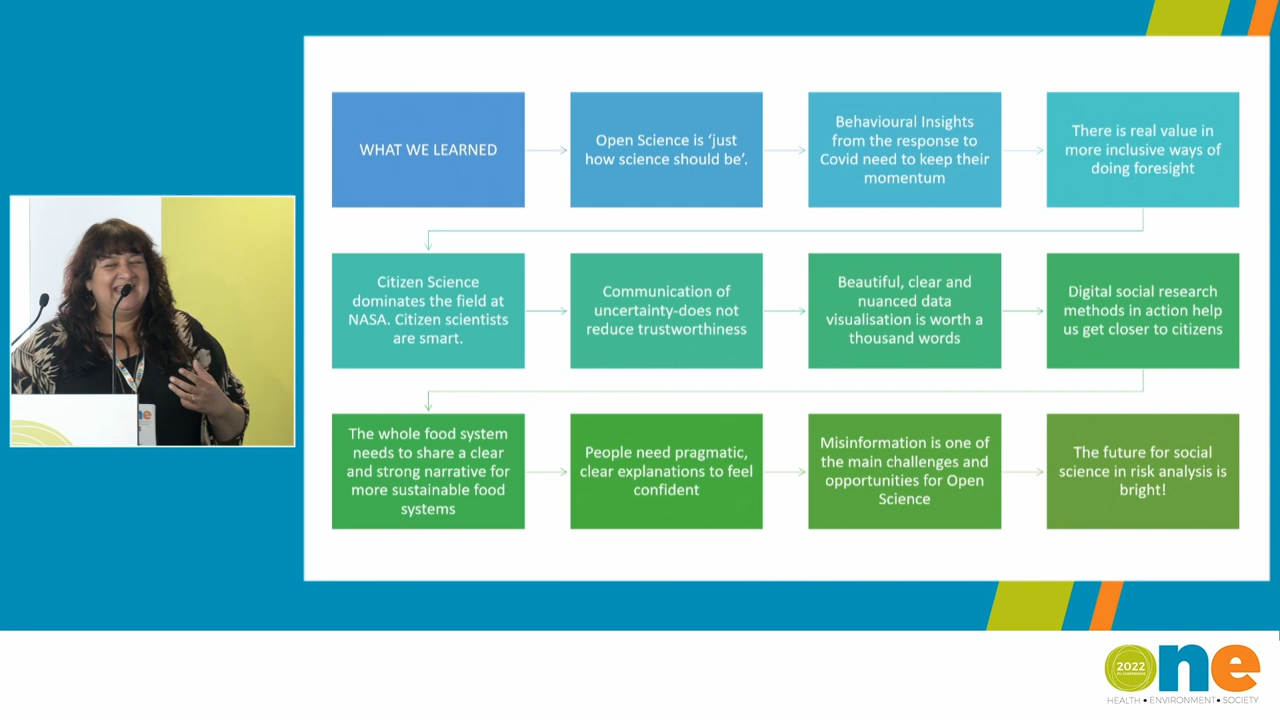 WHAT WE LEARNED
Open Science is ‘just
how science should be’.
Behavioural Insights
from the response to
Covid need to keep their
momentum
There is real value in
more inclusive ways of
doing foresight
Citizen Science
dominates the field at
NASA. Citizen scientists
are smart.
Communication of
uncertainty-does not
reduce trustworthiness
Beautiful, clear and
nuanced data
visualisation is worth a
thousand words
Digital social research
methods in action help
us get closer to citizens
The whole food system
needs to share a clear
and strong narrative for
more sustainable food
systems
People need pragmatic,
clear explanations to feel
confident
Misinformation is one of
the main challenges and
opportunities for Open
Science
The future for social
science in risk analysis is
bright!
ne
one
2022
HEALTH • ENVIRONMENT • SOCIETY